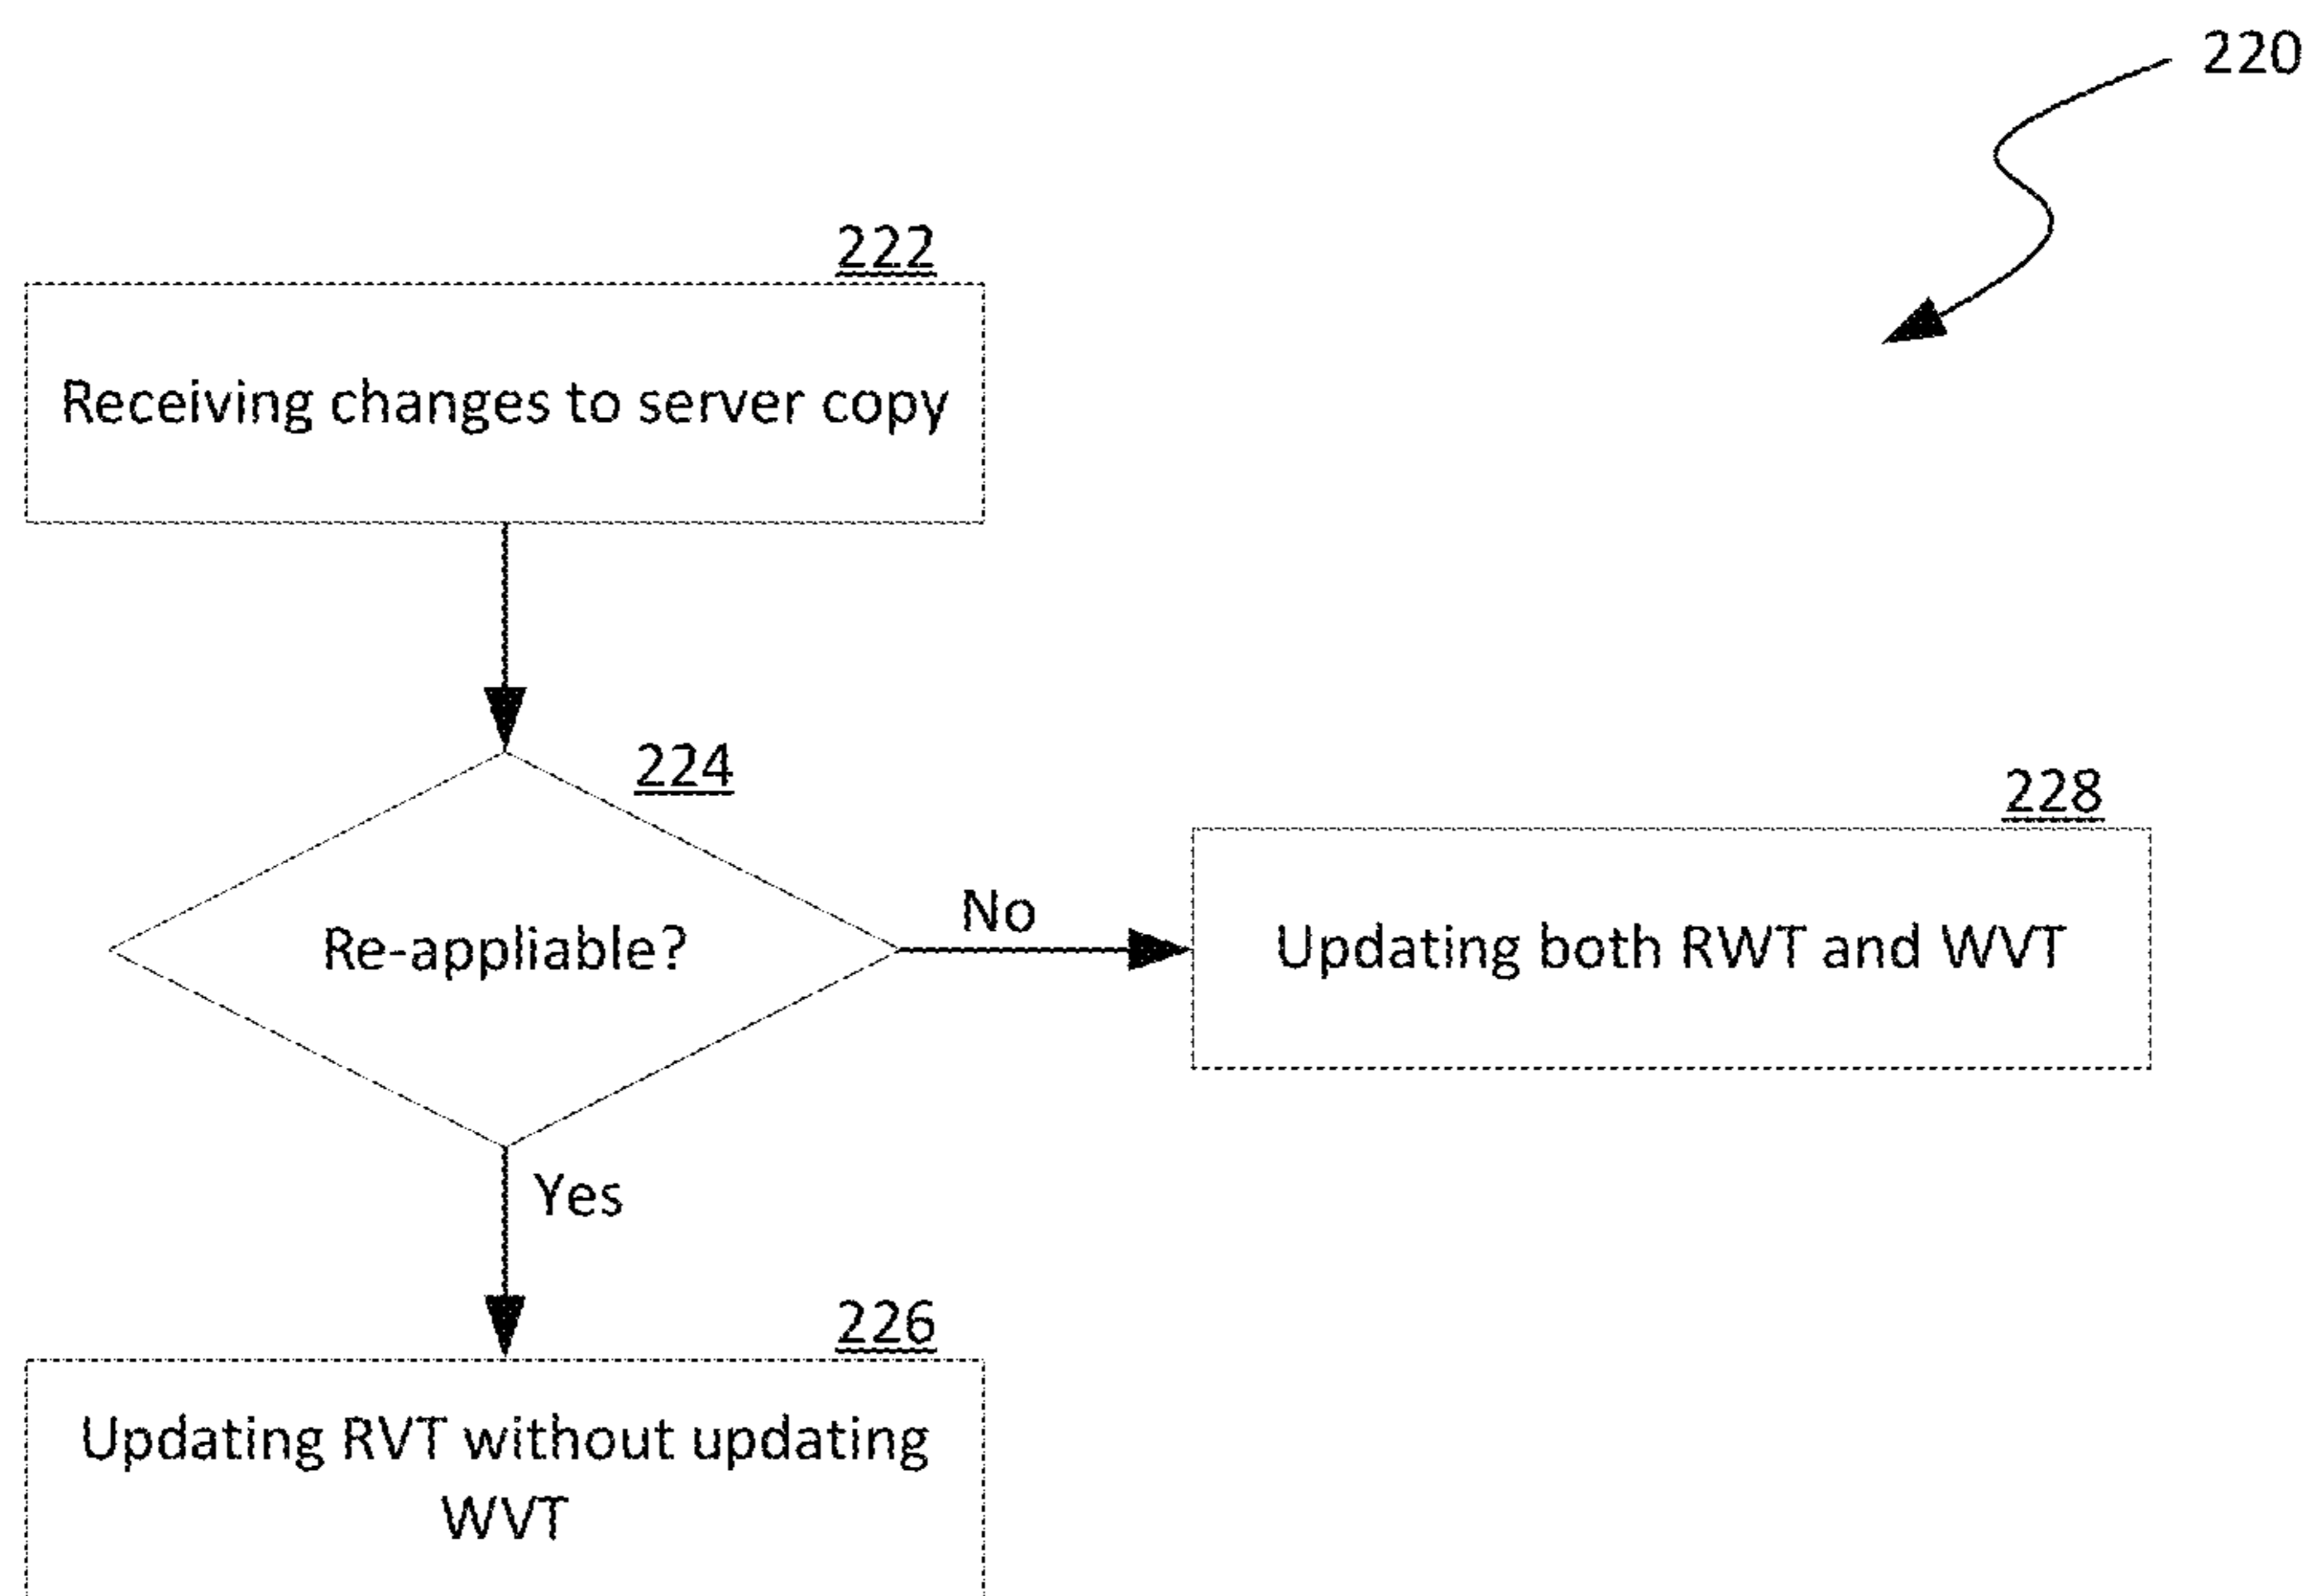 220
222
Receiving changes to server copy
224
Re-appliable?
No
228
Updating both RWT and WVT
Yes
226
Updating RVT without updating
WVT